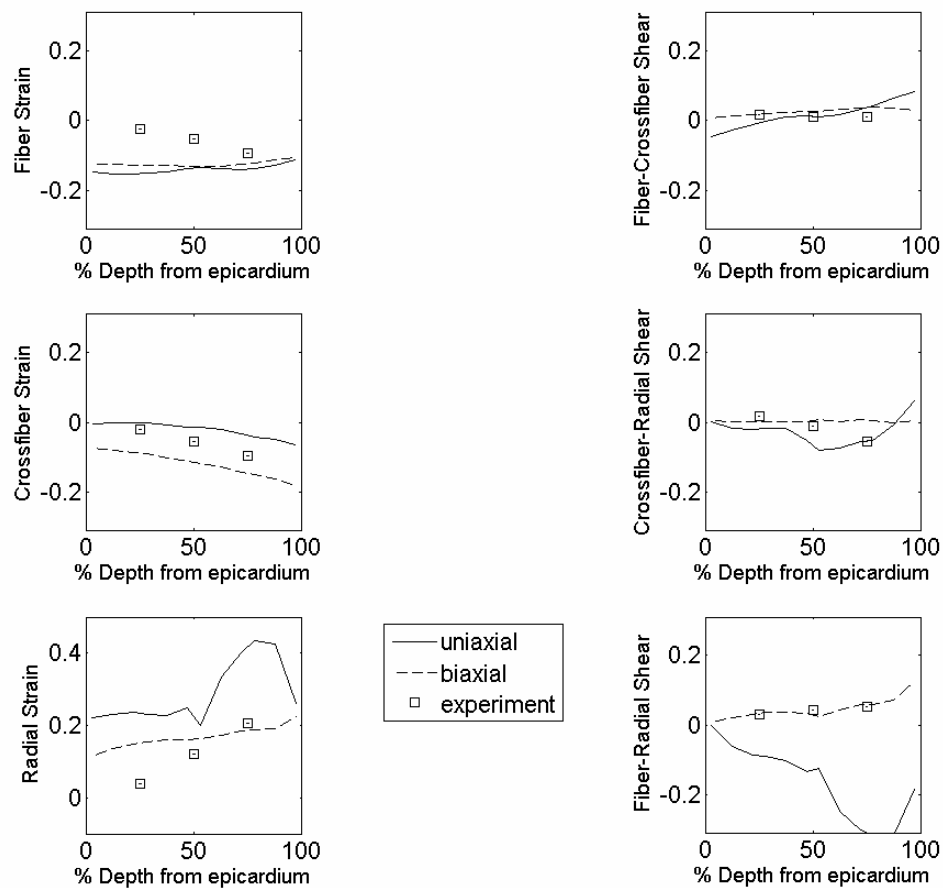 Fiber Strain
0.2
0
-0.2
0 50 100
% Depth from epicardium
Fiber-Crossfiber Shear
0.2
0
-0.2
0 50 100
% Depth from epicardium
Crossfiber Strain
0.2
0
-0.2
0 50 100
% Depth from epicardium
Crossfiber-Radial Shear
0.2
0
-0.2
0 50 100
% Depth from epicardium
Radial Strain
0.4
0.2
0
0 50 100
% Depth from epicardium
uniaxial
biaxial
experiment
Fiber-Radial Shear
0.2
0
-0.2
0 50 100
% Depth from epicardium